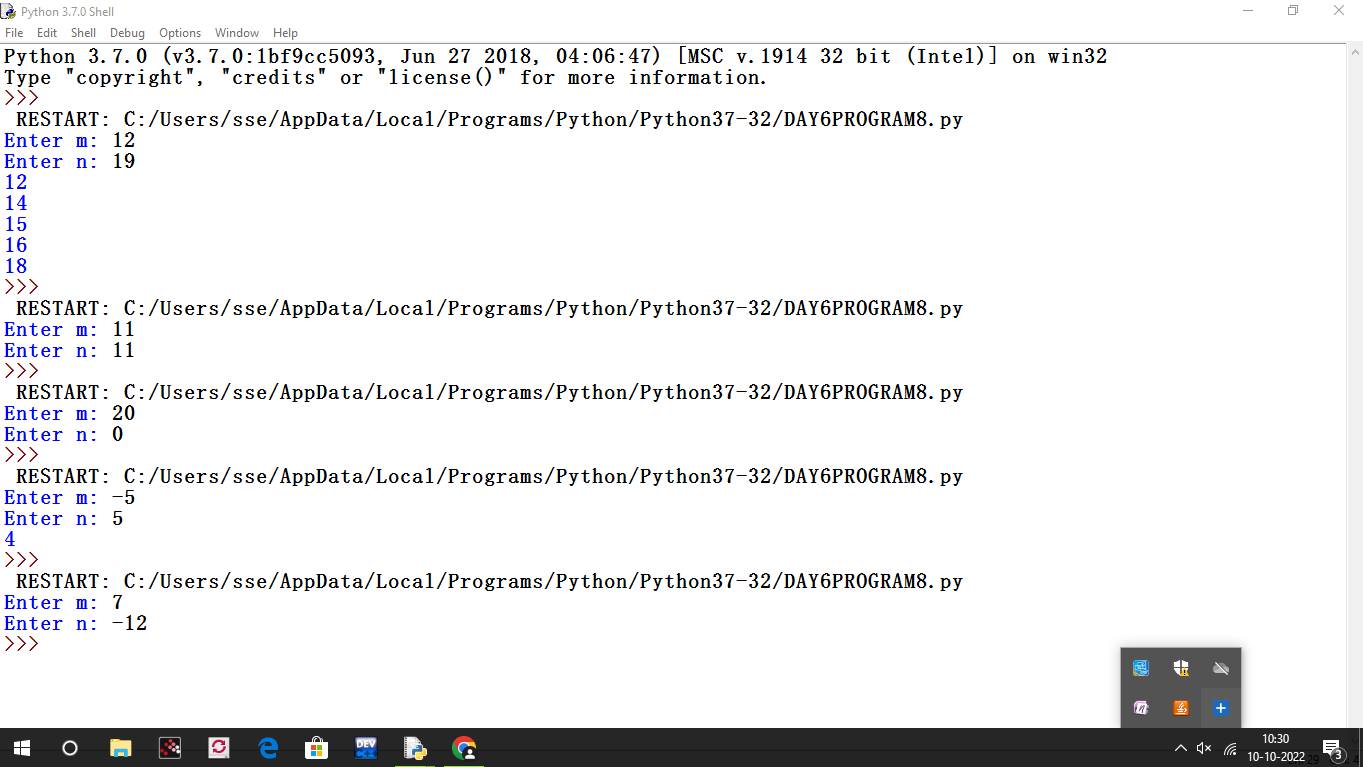 Python 3.7.0 Shell
File Edit Shell Debug Options Window Help
Python 3.7.0 (v3.7.0:1bf9cc5093, Jun 27 2018, 04:06:47) [MSC v.1914 32 bit (Intel)] on win32
Type "copyright", "credits" or "license()" for more information.
>>>
 RESTART: C:/Users/sse/AppData/Local/Programs/Python/Python37-32/DAY6PROGRAM8.py
Enter m: 12
Enter n: 19
12
14
15
16
18
>>>
 RESTART: C:/Users/sse/AppData/Local/Programs/Python/Python37-32/DAY6PROGRAM8.py
Enter m: 11
Enter n: 11
>>>
 RESTART: C:/Users/sse/AppData/Local/Programs/Python/Python37-32/DAY6PROGRAM8.py
Enter m: 20
Enter n: 0
>>>
 RESTART: C:/Users/sse/AppData/Local/Programs/Python/Python37-32/DAY6PROGRAM8.py
Enter m: -5
Enter n: 5
4
>>>
 RESTART: C:/Users/sse/AppData/Local/Programs/Python/Python37-32/DAY6PROGRAM8.py
Enter m: 7
Enter n: -12
>>>
DEV
10:30
10-10-2022
3